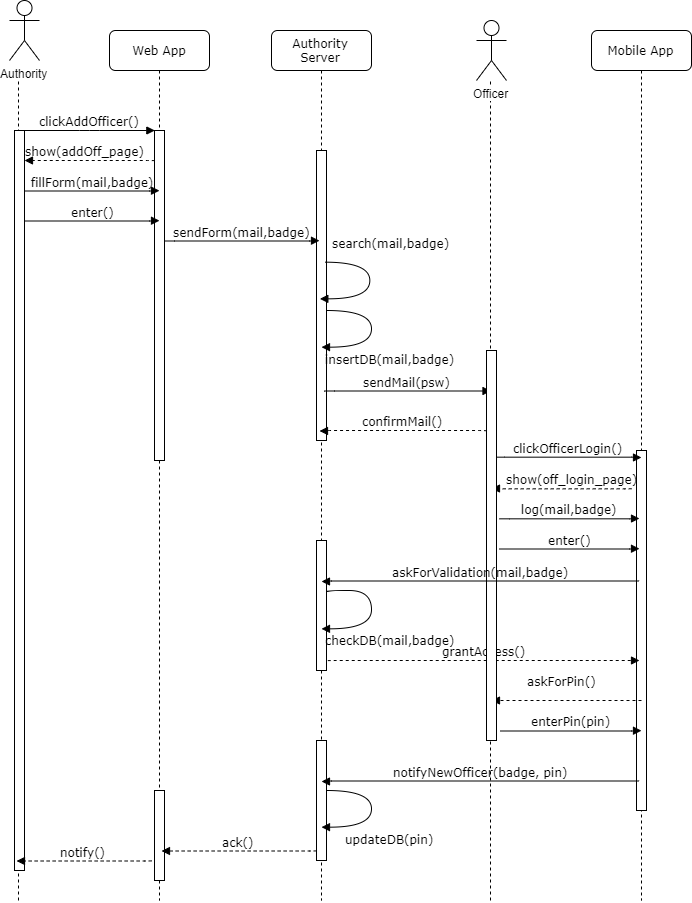 Authority
Web App
Authority
Server
Officer
Mobile App
clickAddOfficer()
show(addOff_page)
fillForm(mail,badge)
enter()
sendForm(mail,badge)
search(mail,badge)
insertDB(mail,badge)
sendMail(psw)
confirmMail()
clickOfficerLogin()
show(off_login_page)
log(mail,badge)
enter()
askForValidation(mail,badge)
checkDB(mail,badge)
grantAccess()
askForPin()
enterPin(pin)
notifyNewOfficer(badge, pin)
updateDB(pin)
ack()
notify()